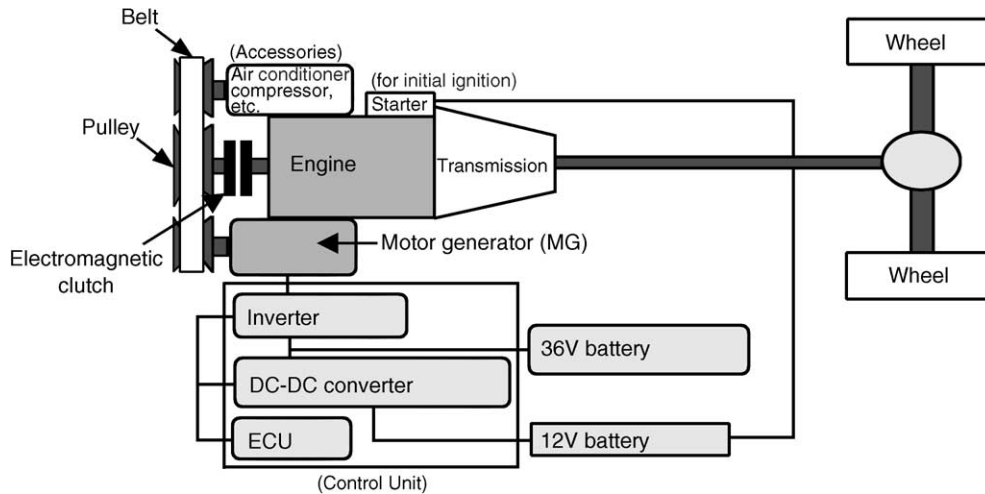 Belt
(Accessories)
Air conditioner
compressor,
etc.
(for initial ignition)
Starter
Wheel
Pulley
Engine
Transmission
Electromagnetic
clutch
Motor generator (MG)
Wheel
Inverter
36V battery
DC-DC converter
ECU
12V battery
(Control Unit)